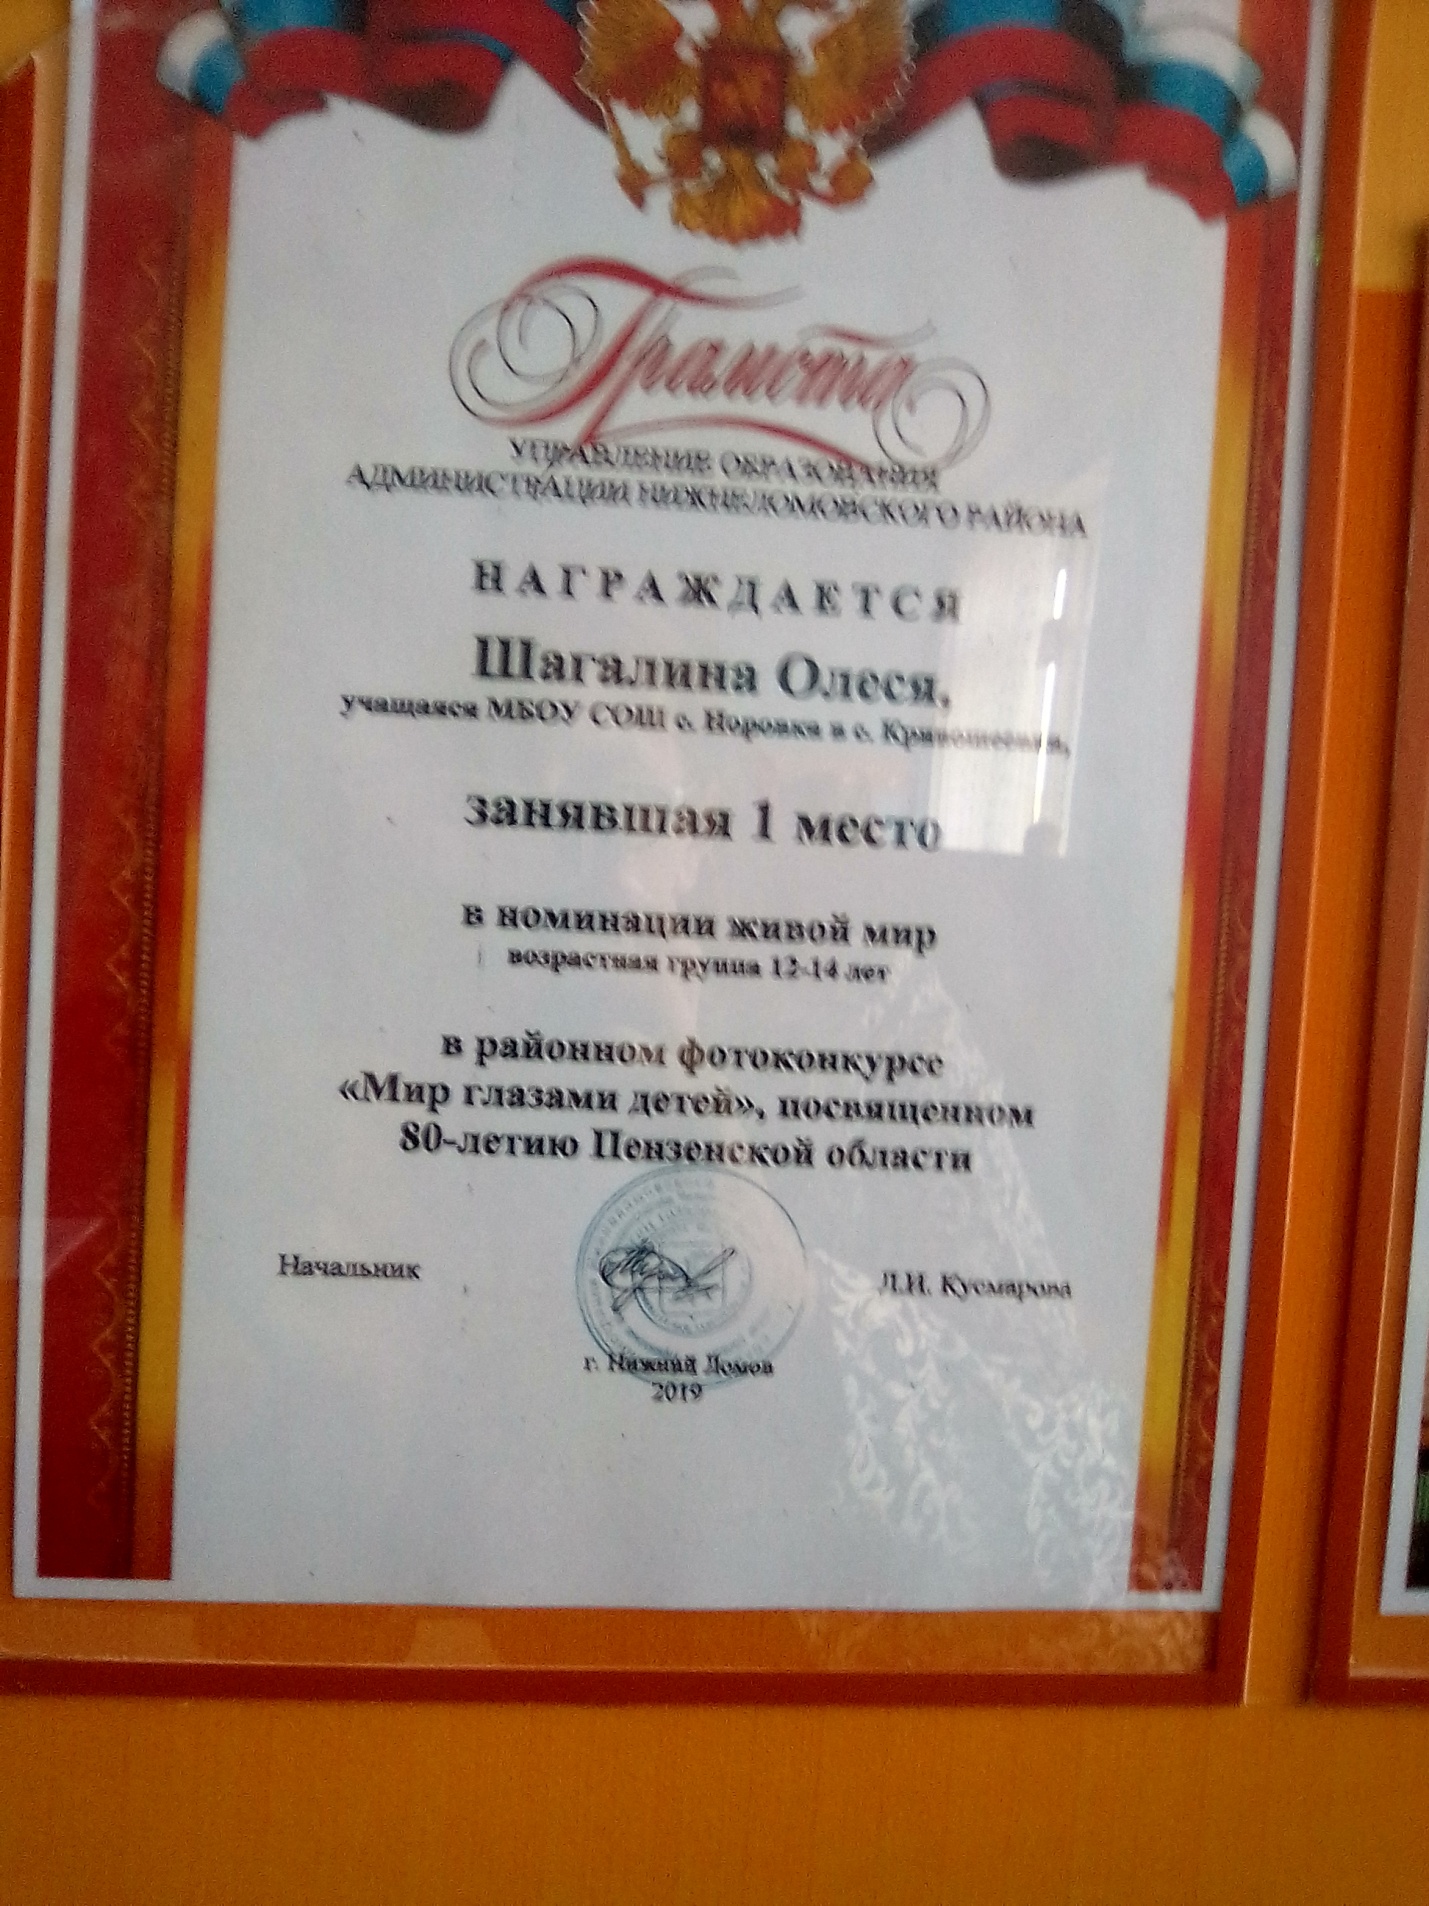 Грамота
УПРАВЛЕНИЕ ОБРАЗОВАНИЯ
АДМИНИСТРАЦИИ НИЖНЕЛОМОВСКОГО РАЙОНА
НАГРАЖДАЕТСЯ
Шагалина Олеся,
учащаяся МБОУ СОШ с. Норовка в с. Кривошеевка,
занявшая 1 место
в номинации живой мир
возрастная группа 12-14 лет
в районном фотоконкурсе
«Мир глазами детей», посвященном
80-летию Пензенской области
Начальник
Л.Н. Кусмарова
г. Нижний Ломов
2019